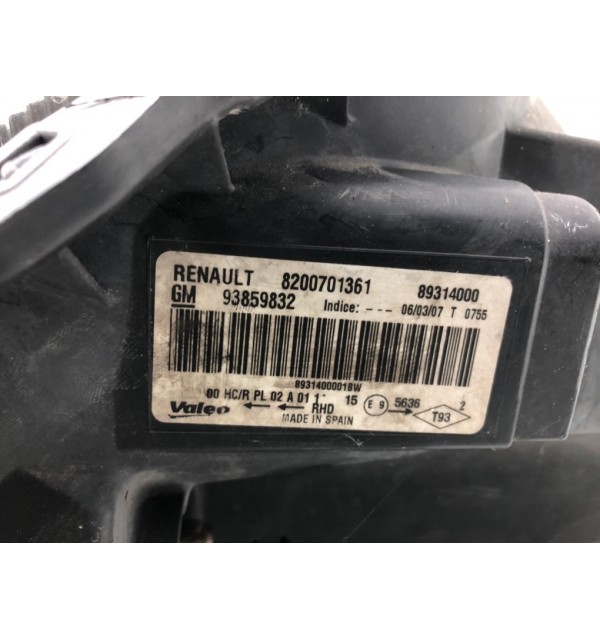 RENAULT 8200701361 89314000
GM 93859832 Indice: --- 06/03/07 T 0755
89314000018W
00 HC/R PL 02 A 01 1 15 E 9 5636 T93 2
Valeo ← ← RHD
MADE IN SPAIN